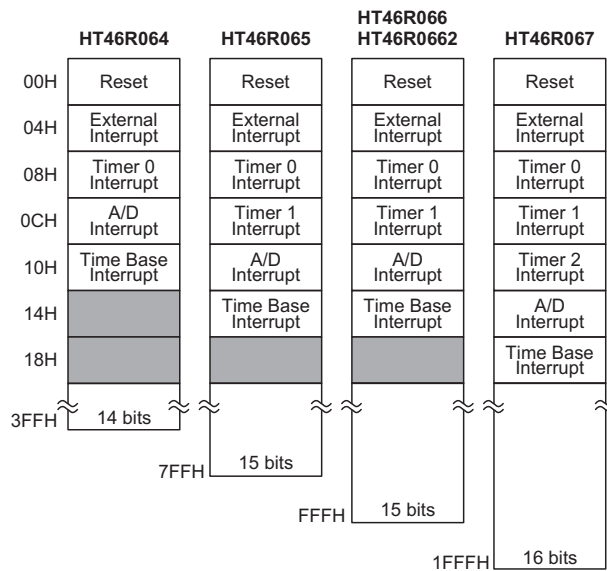 HT46R064
HT46R065
HT46R066
HT46R0662
HT46R067
00H
Reset
Reset
Reset
Reset
04H
External
Interrupt
External
Interrupt
External
Interrupt
External
Interrupt
08H
Timer 0
Interrupt
Timer 0
Interrupt
Timer 0
Interrupt
Timer 0
Interrupt
0CH
A/D
Interrupt
Timer 1
Interrupt
Timer 1
Interrupt
Timer 1
Interrupt
10H
Time Base
Interrupt
A/D
Interrupt
A/D
Interrupt
Timer 2
Interrupt
14H
Time Base
Interrupt
Time Base
Interrupt
A/D
Interrupt
18H
Time Base
Interrupt
3FFH
14 bits
7FFH
15 bits
FFFH
15 bits
1FFFH
16 bits